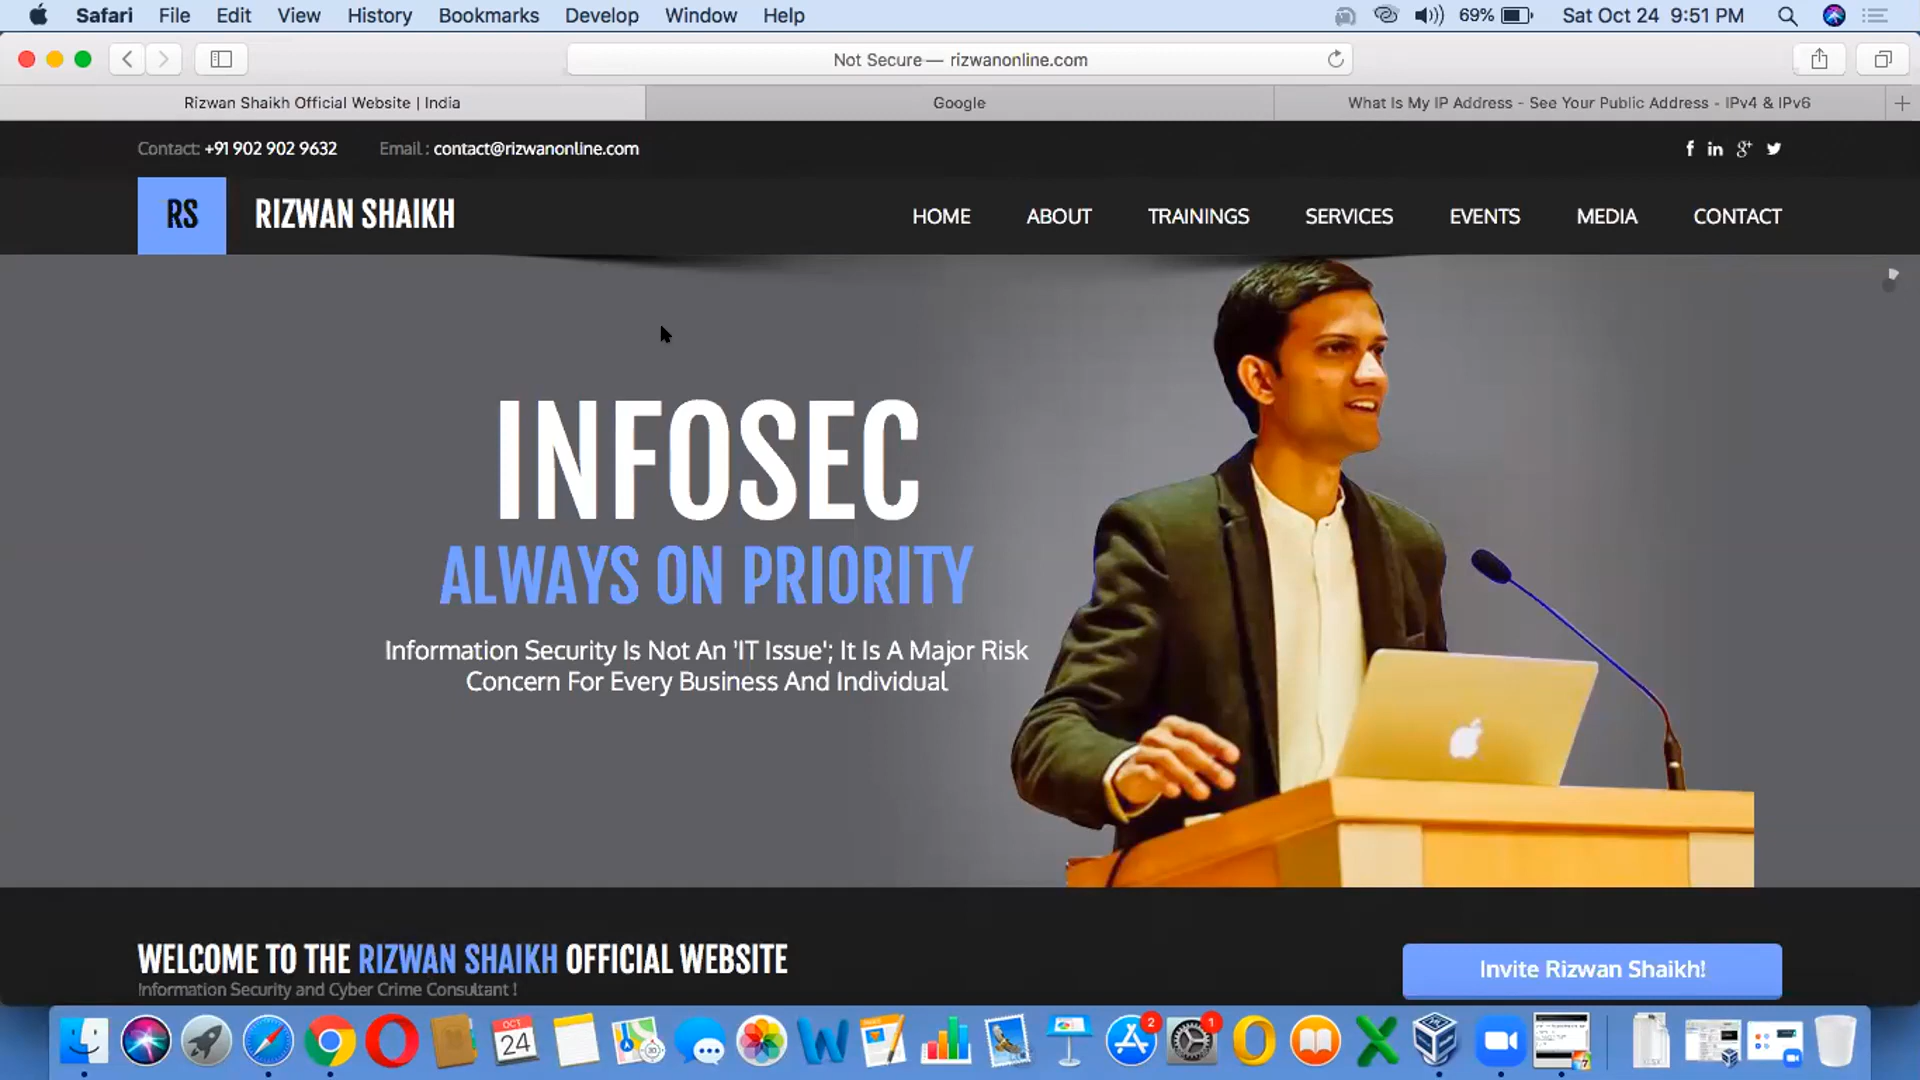 Safari File Edit View History Bookmarks Develop Window Help 69% Sat Oct 24 9:51 PM
Not Secure — rizwanonline.com
Rizwan Shaikh Official Website | India
Google
What Is My IP Address - See Your Public Address - IPv4 & IPv6
Contact: +91 902 902 9632 Email : contact@rizwanonline.com
RS RIZWAN SHAIKH
HOME ABOUT TRAININGS SERVICES EVENTS MEDIA CONTACT
INFOSEC
ALWAYS ON PRIORITY
Information Security Is Not An 'IT Issue'; It Is A Major Risk
Concern For Every Business And Individual
WELCOME TO THE RIZWAN SHAIKH OFFICIAL WEBSITE
Information Security and Cyber Crime Consultant !
Invite Rizwan Shaikh!
OCT
24
2
1